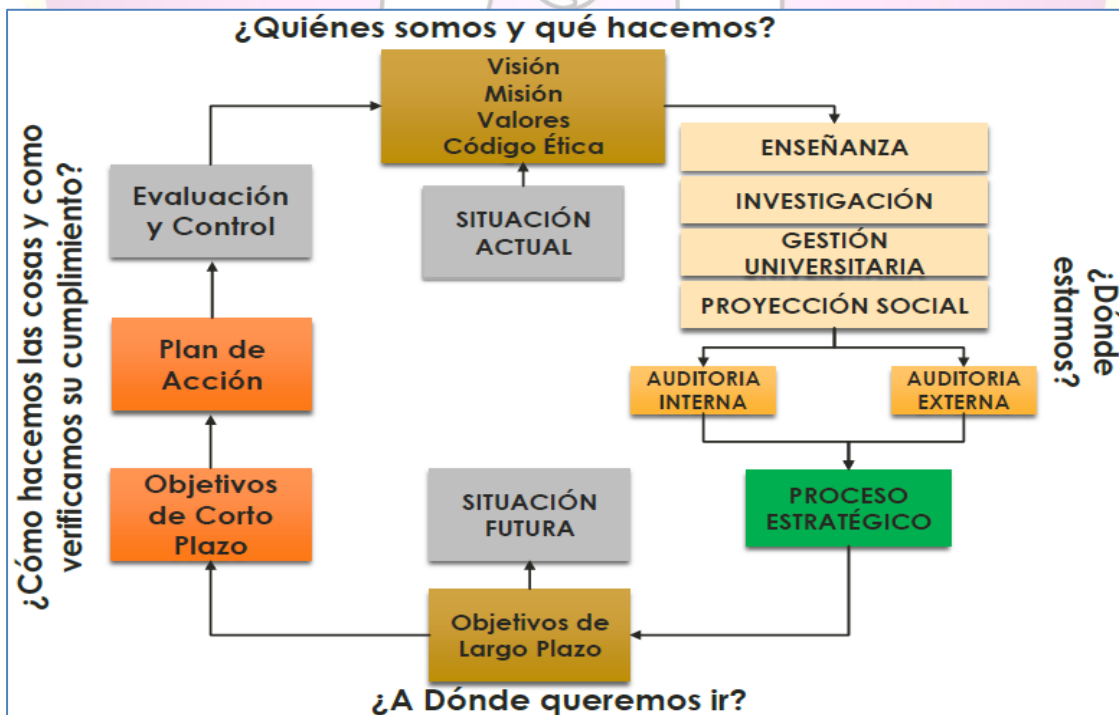 ¿Quiénes somos y qué hacemos?
Visión
Misión
Valores
Código Ética
ENSEÑANZA
INVESTIGACIÓN
GESTIÓN
UNIVERSITARIA
PROYECCIÓN SOCIAL
¿Dónde
estamos?
AUDITORIA
INTERNA
AUDITORIA
EXTERNA
PROCESO
ESTRATÉGICO
SITUACIÓN
ACTUAL
SITUACIÓN
FUTURA
Objetivos de
Largo Plazo
¿A Dónde queremos ir?
Objetivos
de Corto
Plazo
Plan de
Acción
Evaluación
y Control
¿Cómo hacemos las cosas y como
verificamos su cumplimiento?